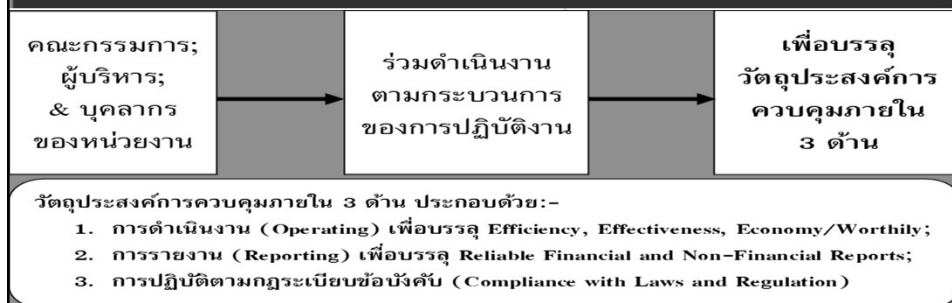 คณะกรรมการ;
ผู้บริหาร;
& บุคลากร
ของหน่วยงาน
ร่วมดำเนินงาน
ตามกระบวนการ
ของการปฏิบัติงาน
เพื่อบรรลุ
วัตถุประสงค์การ
ควบคุมภายใน
3 ด้าน
วัตถุประสงค์การควบคุมภายใน 3 ด้าน ประกอบด้วย:-
1. การดำเนินงาน (Operating) เพื่อบรรลุ Efficiency, Effectiveness, Economy/Worthily;
2. การรายงาน (Reporting) เพื่อบรรลุ Reliable Financial and Non-Financial Reports;
3. การปฏิบัติตามกฎระเบียบข้อบังคับ (Compliance with Laws and Regulation)